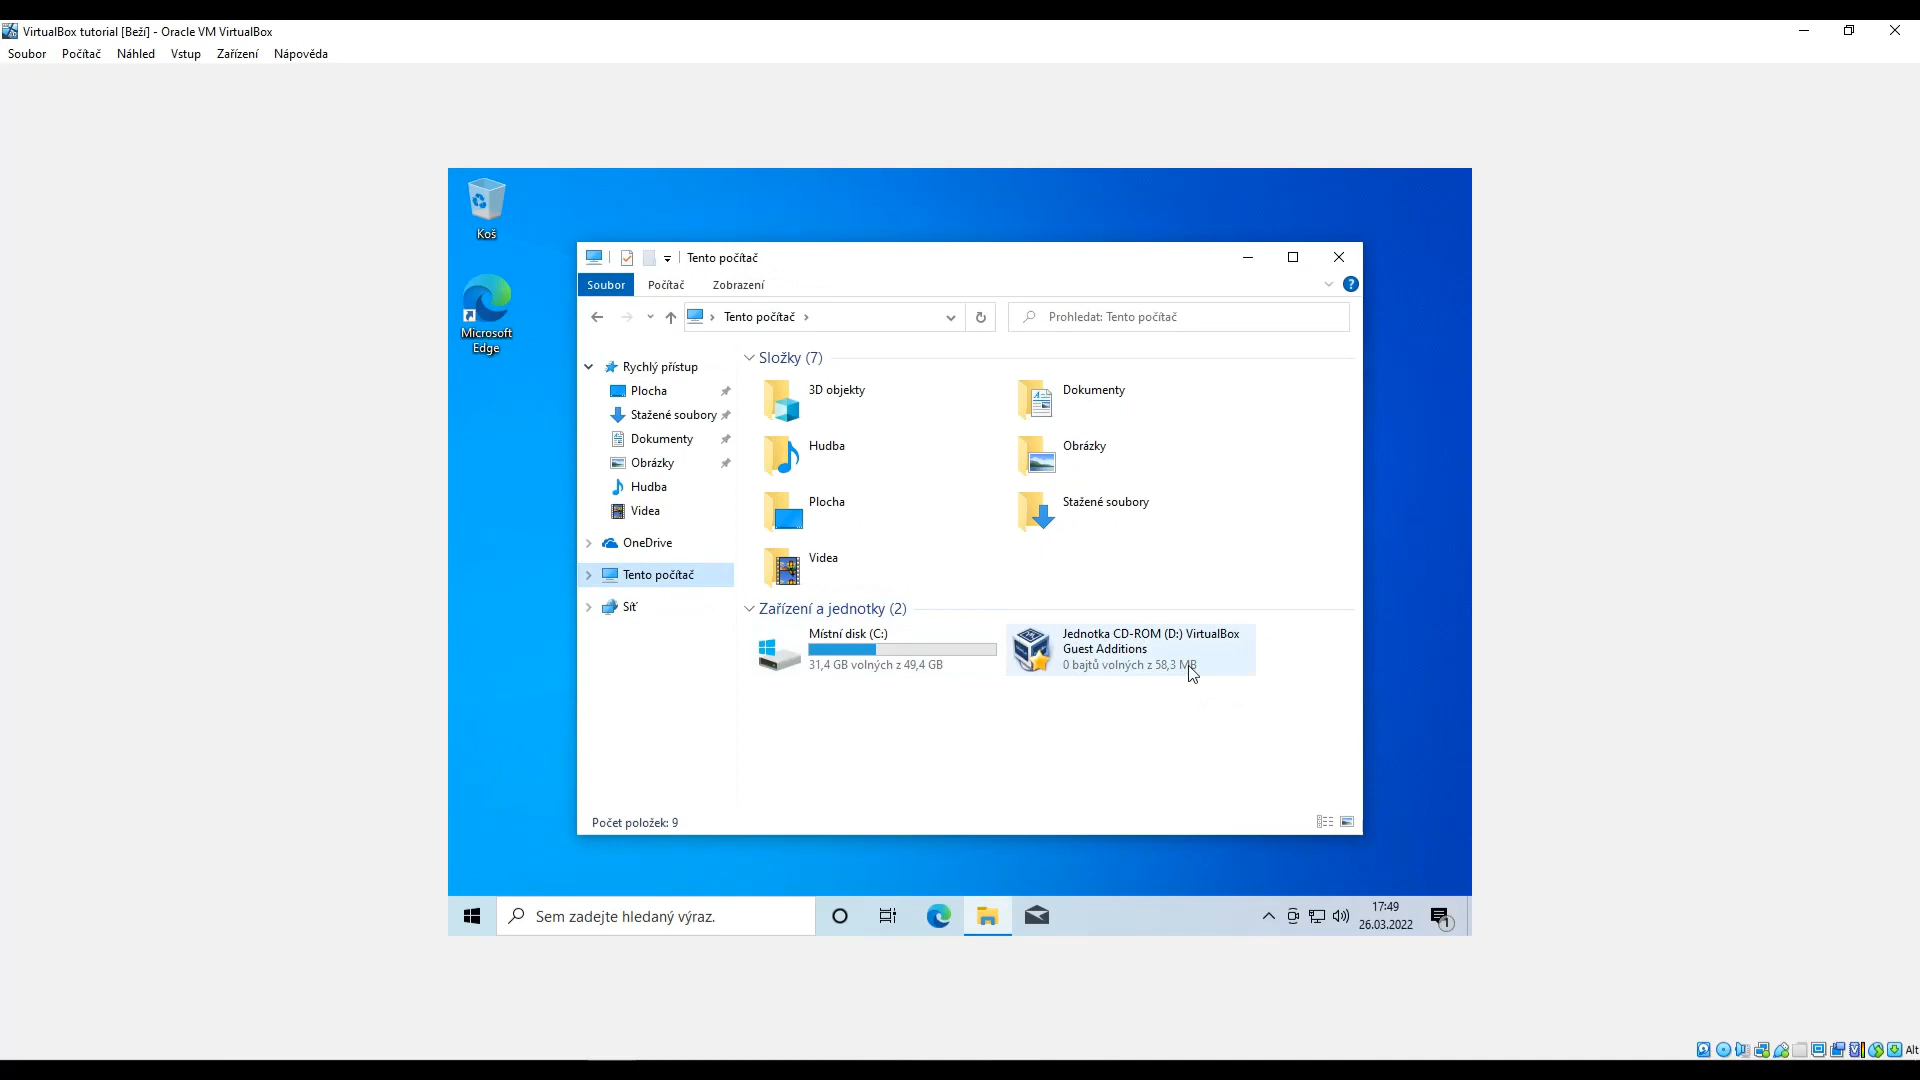 VirtualBox tutorial [Beží] - Oracle VM VirtualBox
Soubor Počítač Náhled Vstup Zařízení Nápověda
Koš
Microsoft
Edge
Tento počítač
Soubor Počítač Zobrazení
Tento počítač
Prohledat: Tento počítač
Rychlý přístup
Plocha
Stažené soubory
Dokumenty
Obrázky
Hudba
Videa
OneDrive
Tento počítač
Síť
Složky (7)
3D objekty
Dokumenty
Hudba
Obrázky
Plocha
Stažené soubory
Videa
Zařízení a jednotky (2)
Místní disk (C:)
31,4 GB volných z 49,4 GB
Jednotka CD-ROM (D:) VirtualBox
Guest Additions
0 bajtů volných z 58,3 MB
Počet položek: 9
Sem zadejte hledaný výraz.
17:49
26.03.2022
1
Alt